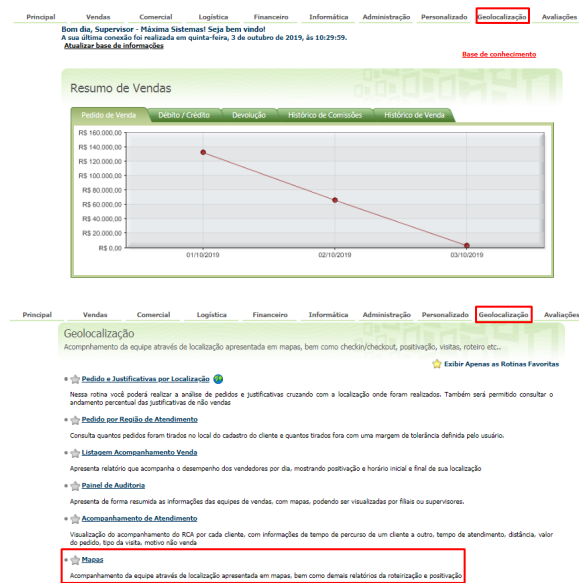 Principal Vendas Comercial Logística Financeiro Informática Administração Personalizado Geolocalização Avaliações
Bom dia, Supervisor - Máxima Sistemas! Seja bem vindo!
A sua última conexão foi realizada em quinta-feira, 3 de outubro de 2019, às 10:29:59.
Atualizar base de informações
Base de conhecimento
Resumo de Vendas
Pedido de Venda Débito / Crédito Devolução Histórico de Comissões Histórico de Venda
R$ 160.000,00
R$ 140.000,00
R$ 120.000,00
R$ 100.000,00
R$ 80.000,00
R$ 60.000,00
R$ 40.000,00
R$ 20.000,00
R$ 0,00
01/10/2019 02/10/2019 03/10/2019
Principal Vendas Comercial Logística Financeiro Informática Administração Personalizado Geolocalização Avaliações
Geolocalização
Acompnhamento da equipe através de localização apresentada em mapas, bem como checkin/checkout, positivação, visitas, roteiro etc..
Exibir Apenas as Rotinas Favoritas
Pedido e Justificativas por Localização
Nessa rotina você poderá realizar a análise de pedidos e justificativas cruzando com a localização onde foram realizados. Também será permitido consultar o
andamento percentual das justificativas de não vendas
Pedido por Região de Atendimento
Consulta quantos pedidos foram tirados no local do cadastro do cliente e quantos tirados fora com uma margem de tolerância definida pelo usuário.
Listagem Acompanhamento Venda
Apresenta relatório que acompanha o desempenho dos vendedores por dia, mostrando positivação e horário inicial e final de sua localização
Painel de Auditoria
Apresenta de forma resumida as informações das equipes de vendas, com mapas, podendo ser visualizadas por filiais ou supervisores.
Acompanhamento de Atendimento
Visualização do acompanhamento do RCA por cada cliente, com informações de tempo de percurso de um cliente a outro, tempo de atendimento, distância, valor
do pedido, tipo da visita, motivo não venda
Mapas
Acompanhamento da equipe através de localização apresentada em mapas, bem como demais relatórios da roteirização e positivação